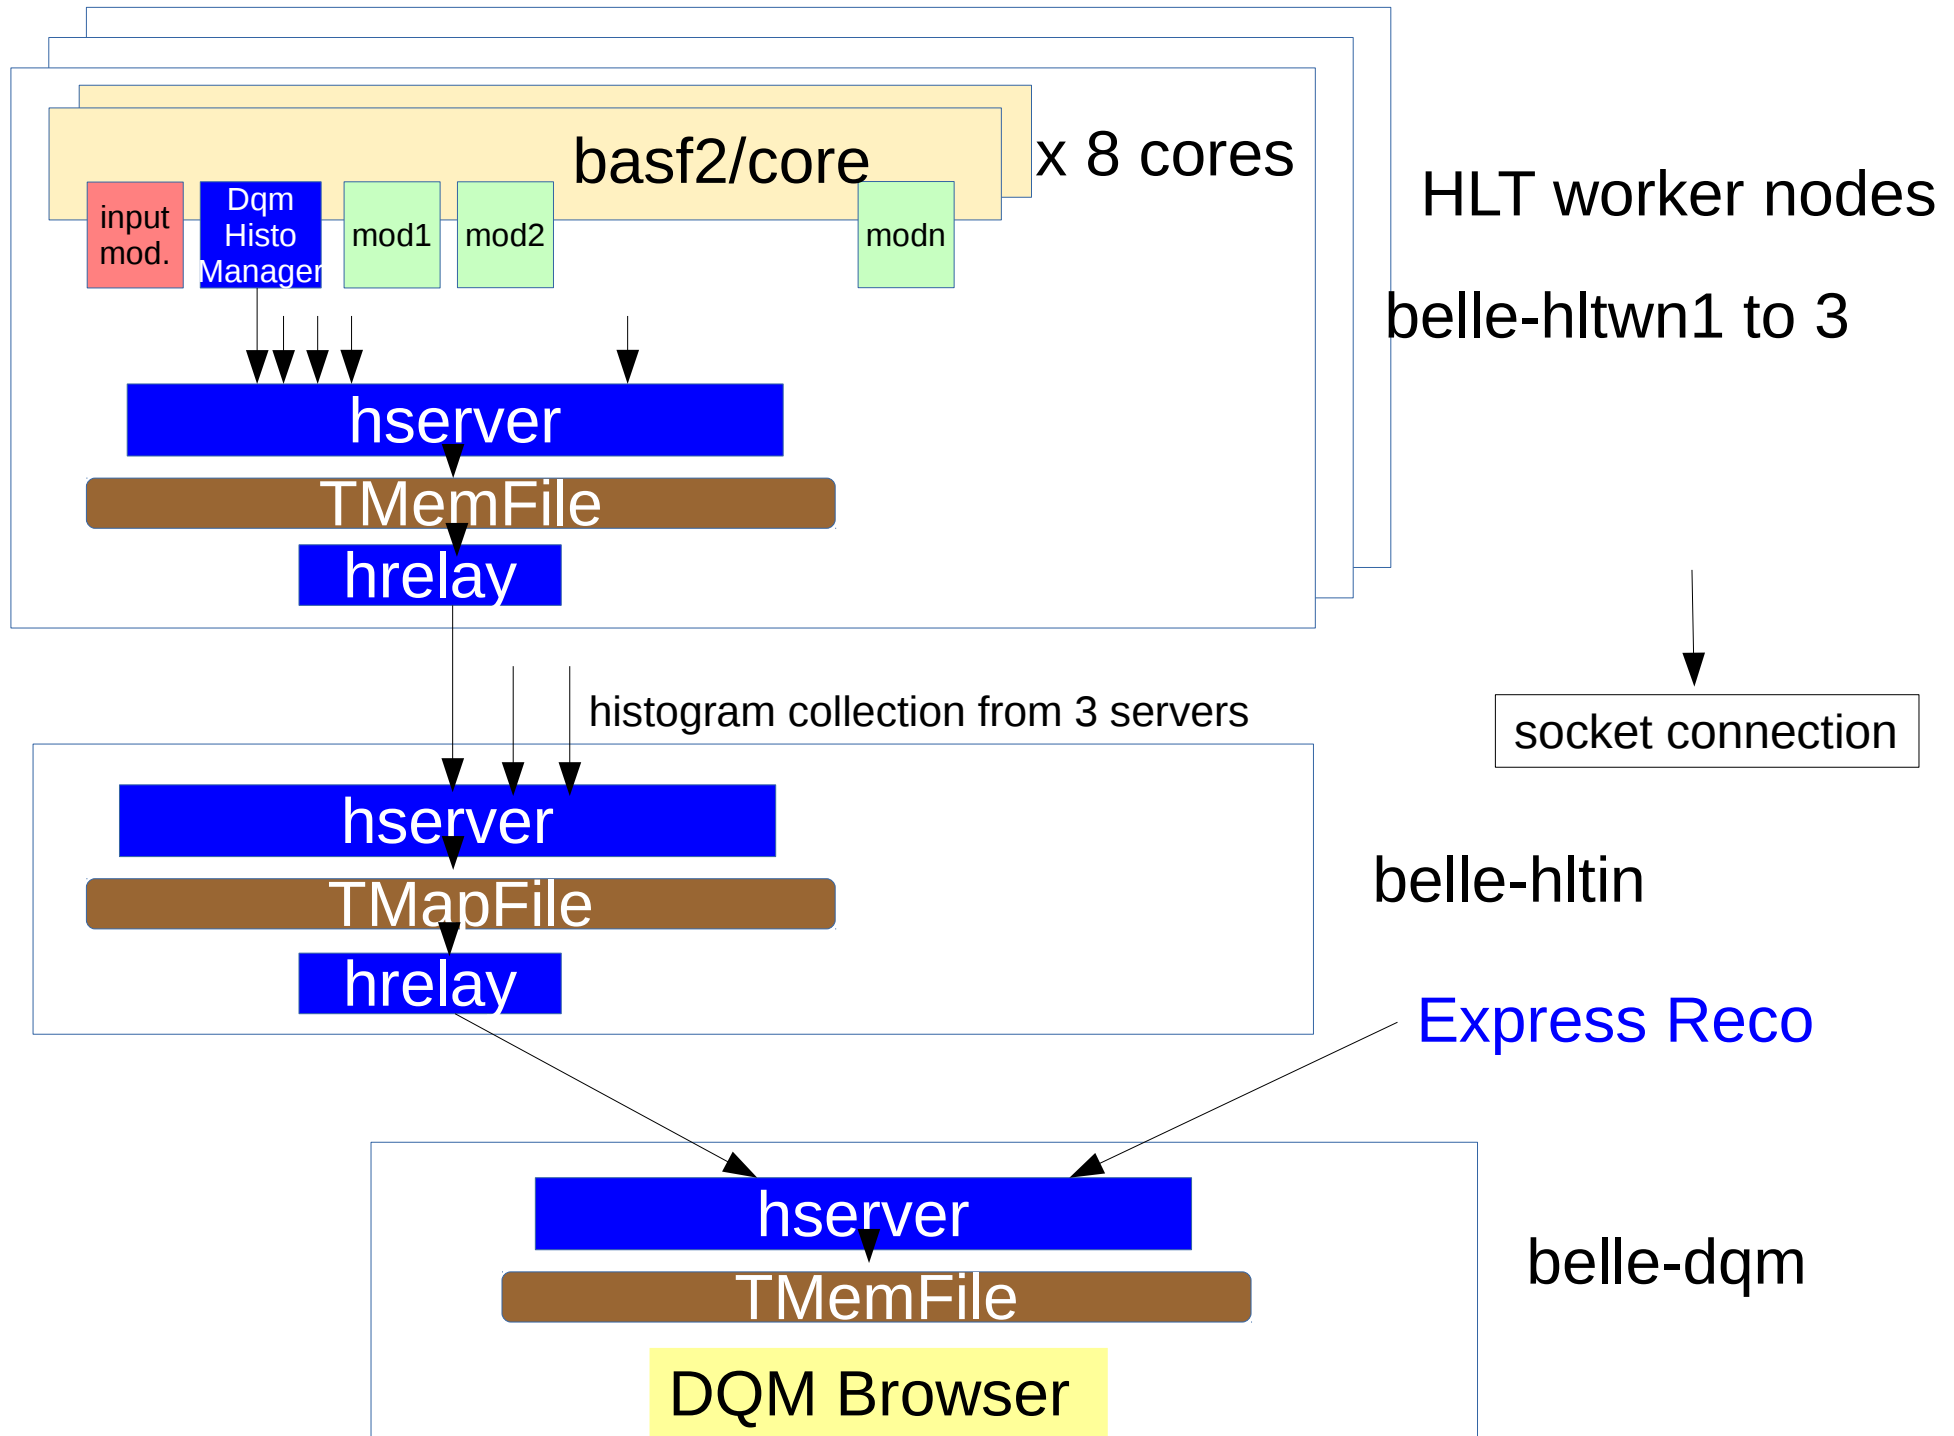 basf2/core
x 8 cores
input
mod.
Dqm
Histo
Manager
mod1
mod2
modn
HLT worker nodes
belle-hltwn1 to 3
hserver
TMemFile
hrelay
histogram collection from 3 servers
socket connection
hserver
TMapFile
hrelay
belle-hltin
Express Reco
hserver
TMemFile
belle-dqm
DQM Browser